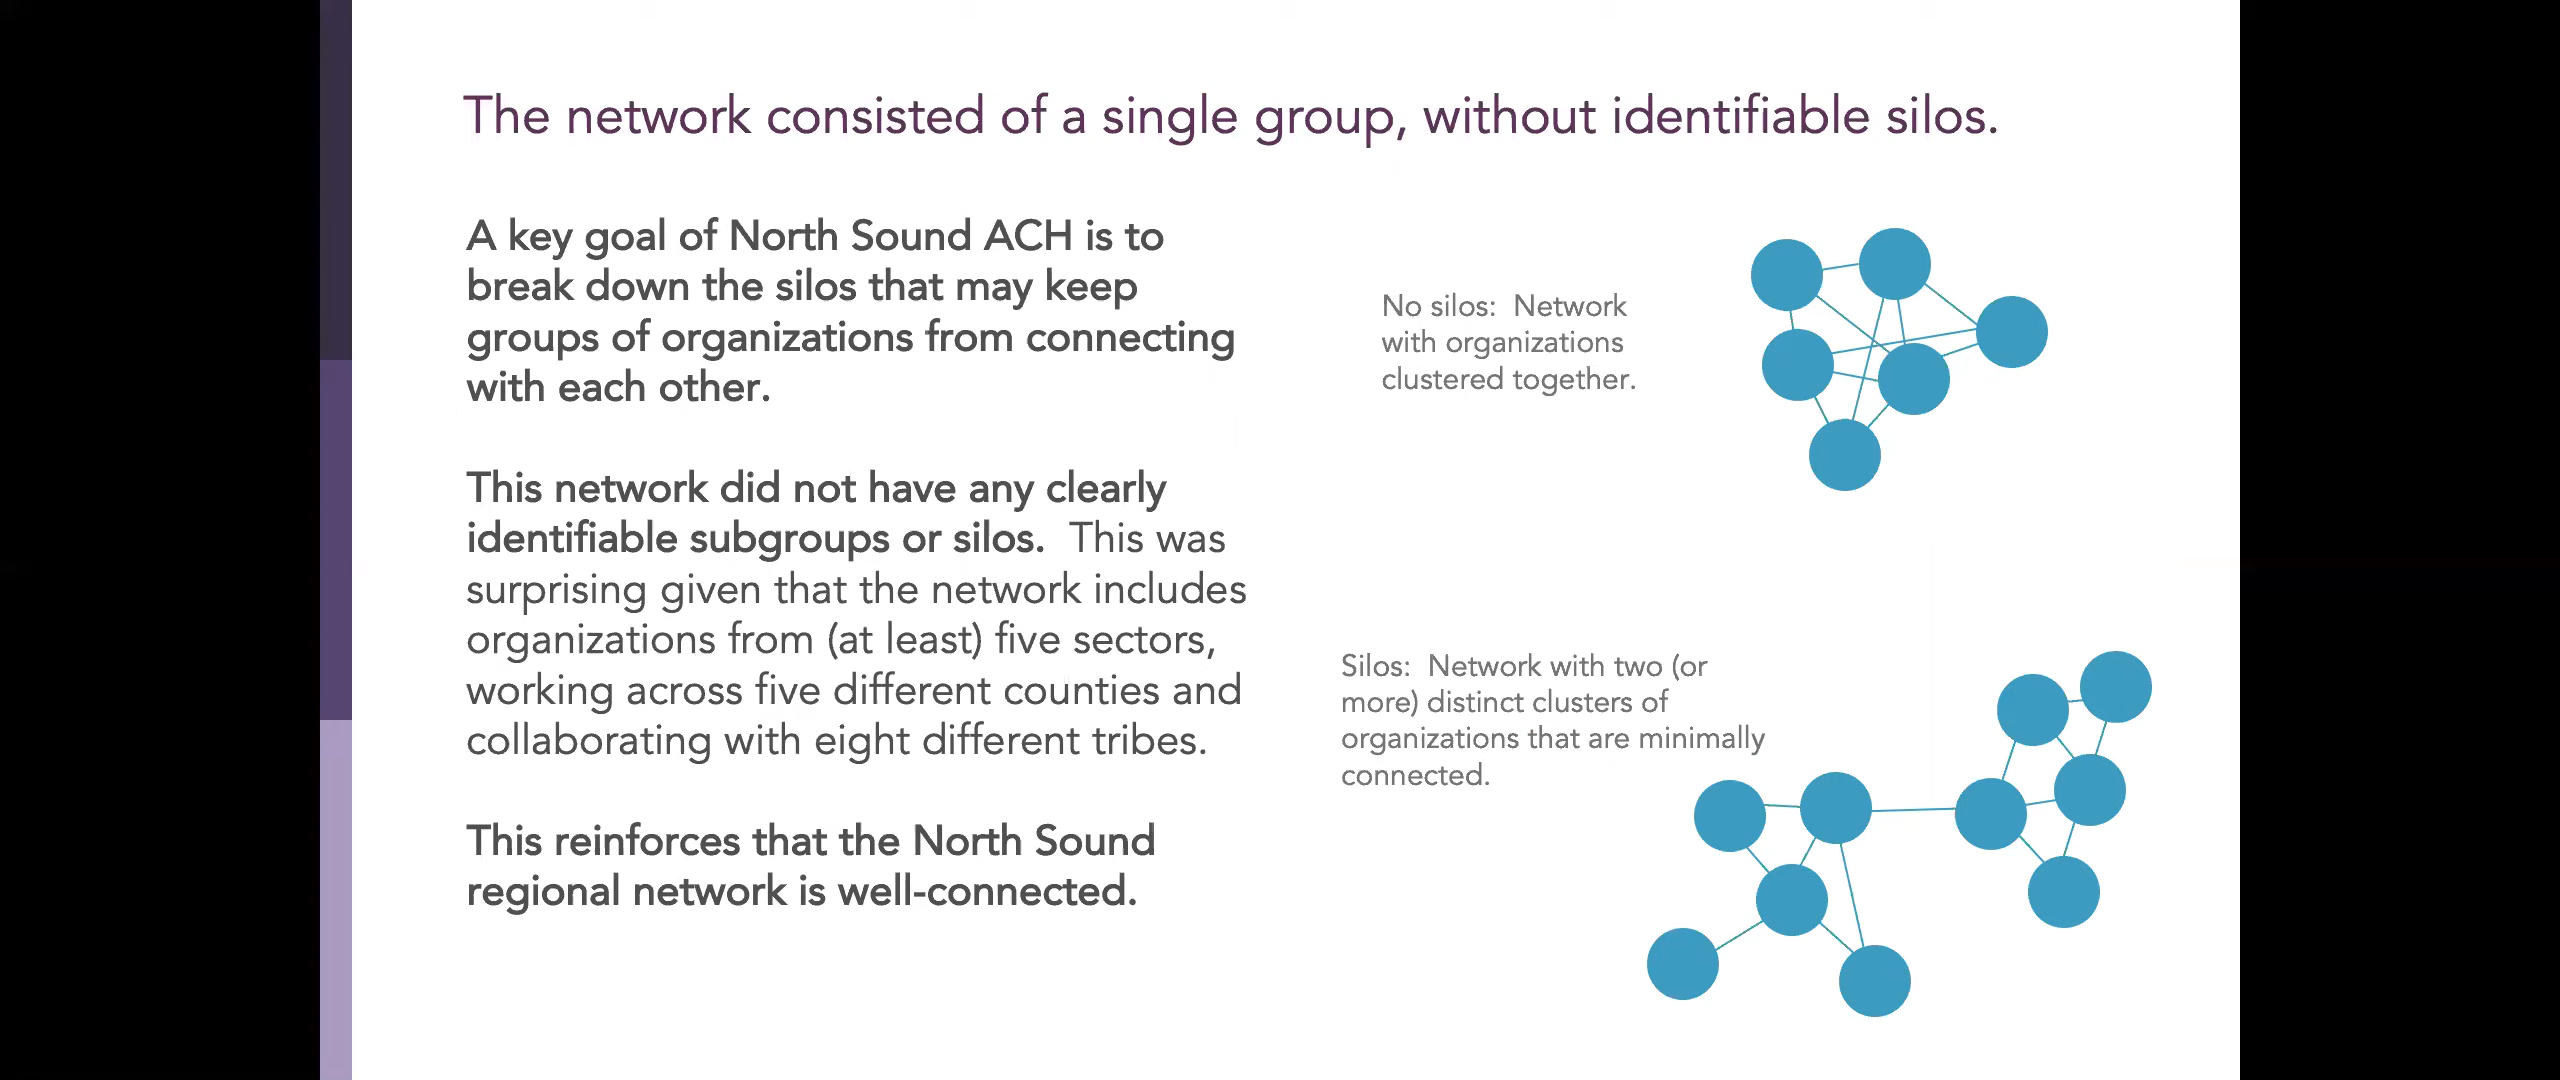 The network consisted of a single group, without identifiable silos.
A key goal of North Sound ACH is to
break down the silos that may keep
groups of organizations from connecting
with each other.
This network did not have any clearly
identifiable subgroups or silos.  This was
surprising given that the network includes
organizations from (at least) five sectors,
working across five different counties and
collaborating with eight different tribes.
This reinforces that the North Sound
regional network is well-connected.
No silos:  Network
with organizations
clustered together.
Silos:  Network with two (or
more) distinct clusters of
organizations that are minimally
connected.